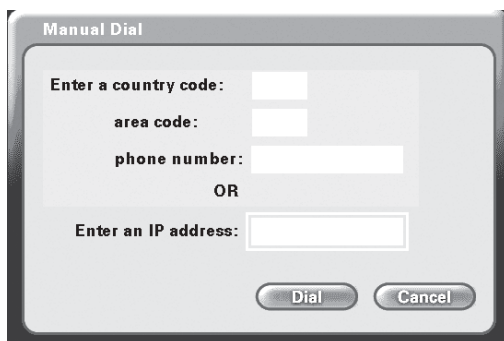 Manual Dial
Enter a country code:
area code:
phone number:
OR
Enter an IP address:
Dial Cancel